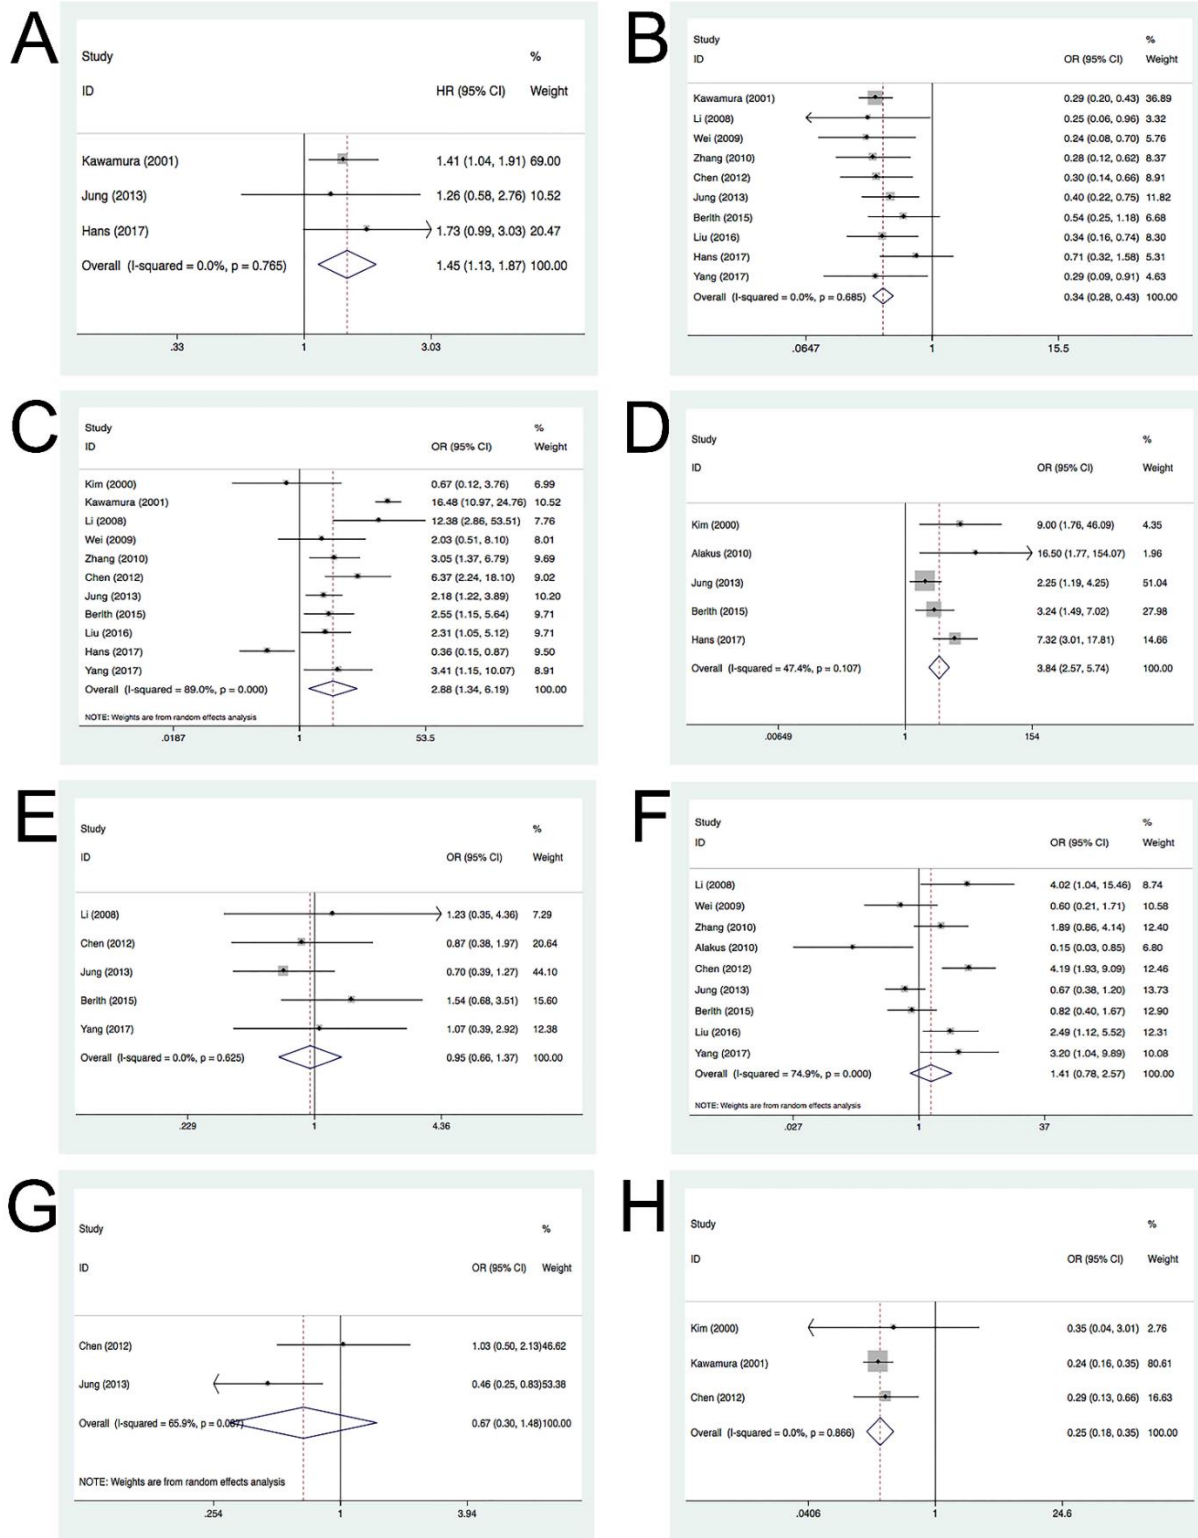 A
Study %
ID HR (95% CI) Weight
Kawamura (2001) 1.41 (1.04, 1.91) 69.00
Jung (2013) 1.26 (0.58, 2.76) 10.52
Hans (2017) 1.73 (0.99, 3.03) 20.47
Overall (I-squared = 0.0%, p = 0.765) 1.45 (1.13, 1.87) 100.00
.33 1 3.03
B
Study %
ID OR (95% CI) Weight
Kawamura (2001) 0.29 (0.20, 0.43) 36.89
Li (2008) 0.25 (0.06, 0.96) 3.32
Wei (2009) 0.24 (0.08, 0.70) 5.76
Zhang (2010) 0.28 (0.12, 0.62) 8.37
Chen (2012) 0.30 (0.14, 0.66) 8.91
Jung (2013) 0.40 (0.22, 0.75) 11.82
Berith (2015) 0.54 (0.25, 1.18) 6.68
Liu (2016) 0.34 (0.16, 0.74) 8.30
Hans (2017) 0.71 (0.32, 1.58) 5.31
Yang (2017) 0.29 (0.09, 0.91) 4.63
Overall (I-squared = 0.0%, p = 0.685) 0.34 (0.28, 0.43) 100.00
.0647 1 15.5
C
Study %
ID OR (95% CI) Weight
Kim (2000) 0.67 (0.12, 3.76) 6.99
Kawamura (2001) 16.48 (10.97, 24.76) 10.52
Li (2008) 12.38 (2.86, 53.51) 7.76
Wei (2009) 2.03 (0.51, 8.10) 8.01
Zhang (2010) 3.05 (1.37, 6.79) 9.69
Chen (2012) 6.37 (2.24, 18.10) 9.02
Jung (2013) 2.18 (1.22, 3.89) 10.20
Berith (2015) 2.55 (1.15, 5.64) 9.71
Liu (2016) 2.31 (1.05, 5.12) 9.71
Hans (2017) 0.36 (0.15, 0.87) 9.50
Yang (2017) 3.41 (1.15, 10.07) 8.91
Overall (I-squared = 89.0%, p = 0.000) 2.88 (1.34, 6.19) 100.00
NOTE: Weights are from random effects analysis
.0187 1 53.5
D
Study %
ID OR (95% CI) Weight
Kim (2000) 9.00 (1.76, 46.09) 4.35
Alakus (2010) 16.50 (1.77, 154.07) 1.96
Jung (2013) 2.25 (1.19, 4.25) 51.04
Berith (2015) 3.24 (1.49, 7.02) 27.98
Hans (2017) 7.32 (3.01, 17.81) 14.66
Overall (I-squared = 47.4%, p = 0.107) 3.84 (2.57, 5.74) 100.00
.00649 1 154
E
Study %
ID OR (95% CI) Weight
Li (2008) 1.23 (0.35, 4.36) 7.29
Chen (2012) 0.87 (0.38, 1.97) 20.64
Jung (2013) 0.70 (0.39, 1.27) 44.10
Berith (2015) 1.54 (0.68, 3.51) 15.60
Yang (2017) 1.07 (0.39, 2.92) 12.38
Overall (I-squared = 0.0%, p = 0.625) 0.95 (0.66, 1.37) 100.00
.229 1 4.36
F
Study %
ID OR (95% CI) Weight
Li (2008) 4.02 (1.04, 15.46) 8.74
Wei (2009) 0.60 (0.21, 1.71) 10.58
Zhang (2010) 1.89 (0.86, 4.14) 12.40
Alakus (2010) 0.15 (0.03, 0.85) 6.80
Chen (2012) 4.19 (1.93, 9.09) 12.46
Jung (2013) 0.67 (0.38, 1.20) 13.73
Berith (2015) 0.82 (0.40, 1.67) 12.90
Liu (2016) 2.49 (1.12, 5.52) 12.31
Yang (2017) 3.20 (1.04, 9.89) 10.08
Overall (I-squared = 74.9%, p = 0.000) 1.41 (0.78, 2.57) 100.00
NOTE: Weights are from random effects analysis
.027 1 37
G
Study %
ID OR (95% CI) Weight
Chen (2012) 1.03 (0.50, 2.13) 46.62
Jung (2013) 0.46 (0.25, 0.83) 53.38
Overall (I-squared = 65.9%, p = 0.087) 0.67 (0.30, 1.48) 100.00
NOTE: Weights are from random effects analysis
.254 1 3.94
H
Study %
ID OR (95% CI) Weight
Kim (2000) 0.35 (0.04, 3.01) 2.76
Kawamura (2001) 0.24 (0.16, 0.35) 80.61
Chen (2012) 0.29 (0.13, 0.66) 16.63
Overall (I-squared = 0.0%, p = 0.866) 0.25 (0.18, 0.35) 100.00
.0406 1 24.6